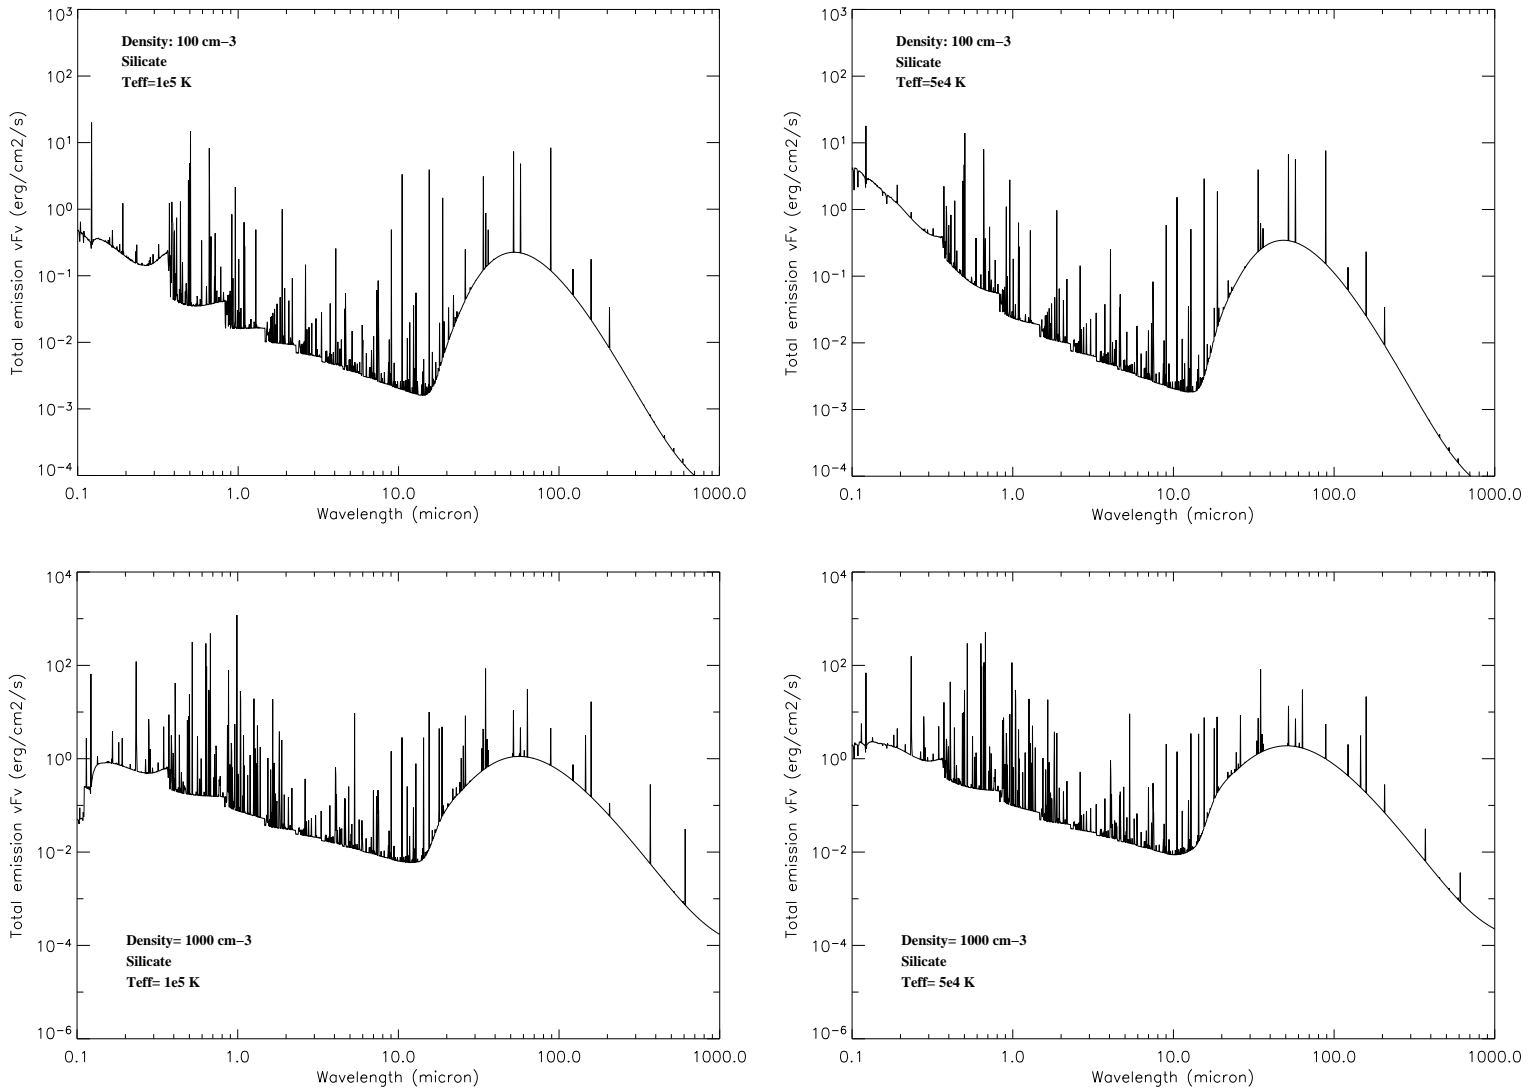 Total emission νFν (erg/cm2/s)
10³
10²
10¹
10⁰
10⁻¹
10⁻²
10⁻³
10⁻⁴
Density: 100 cm−3
Silicate
Teff=1e5 K
0.1 1.0 10.0 100.0 1000.0
Wavelength (micron)
Total emission νFν (erg/cm2/s)
10³
10²
10¹
10⁰
10⁻¹
10⁻²
10⁻³
10⁻⁴
Density: 100 cm−3
Silicate
Teff=5e4 K
0.1 1.0 10.0 100.0 1000.0
Wavelength (micron)
Total emission νFν (erg/cm2/s)
10⁴
10²
10⁰
10⁻²
10⁻⁴
10⁻⁶
Density= 1000 cm−3
Silicate
Teff= 1e5 K
0.1 1.0 10.0 100.0 1000.0
Wavelength (micron)
Total emission νFν (erg/cm2/s)
10⁴
10²
10⁰
10⁻²
10⁻⁴
10⁻⁶
Density= 1000 cm−3
Silicate
Teff= 5e4 K
0.1 1.0 10.0 100.0 1000.0
Wavelength (micron)